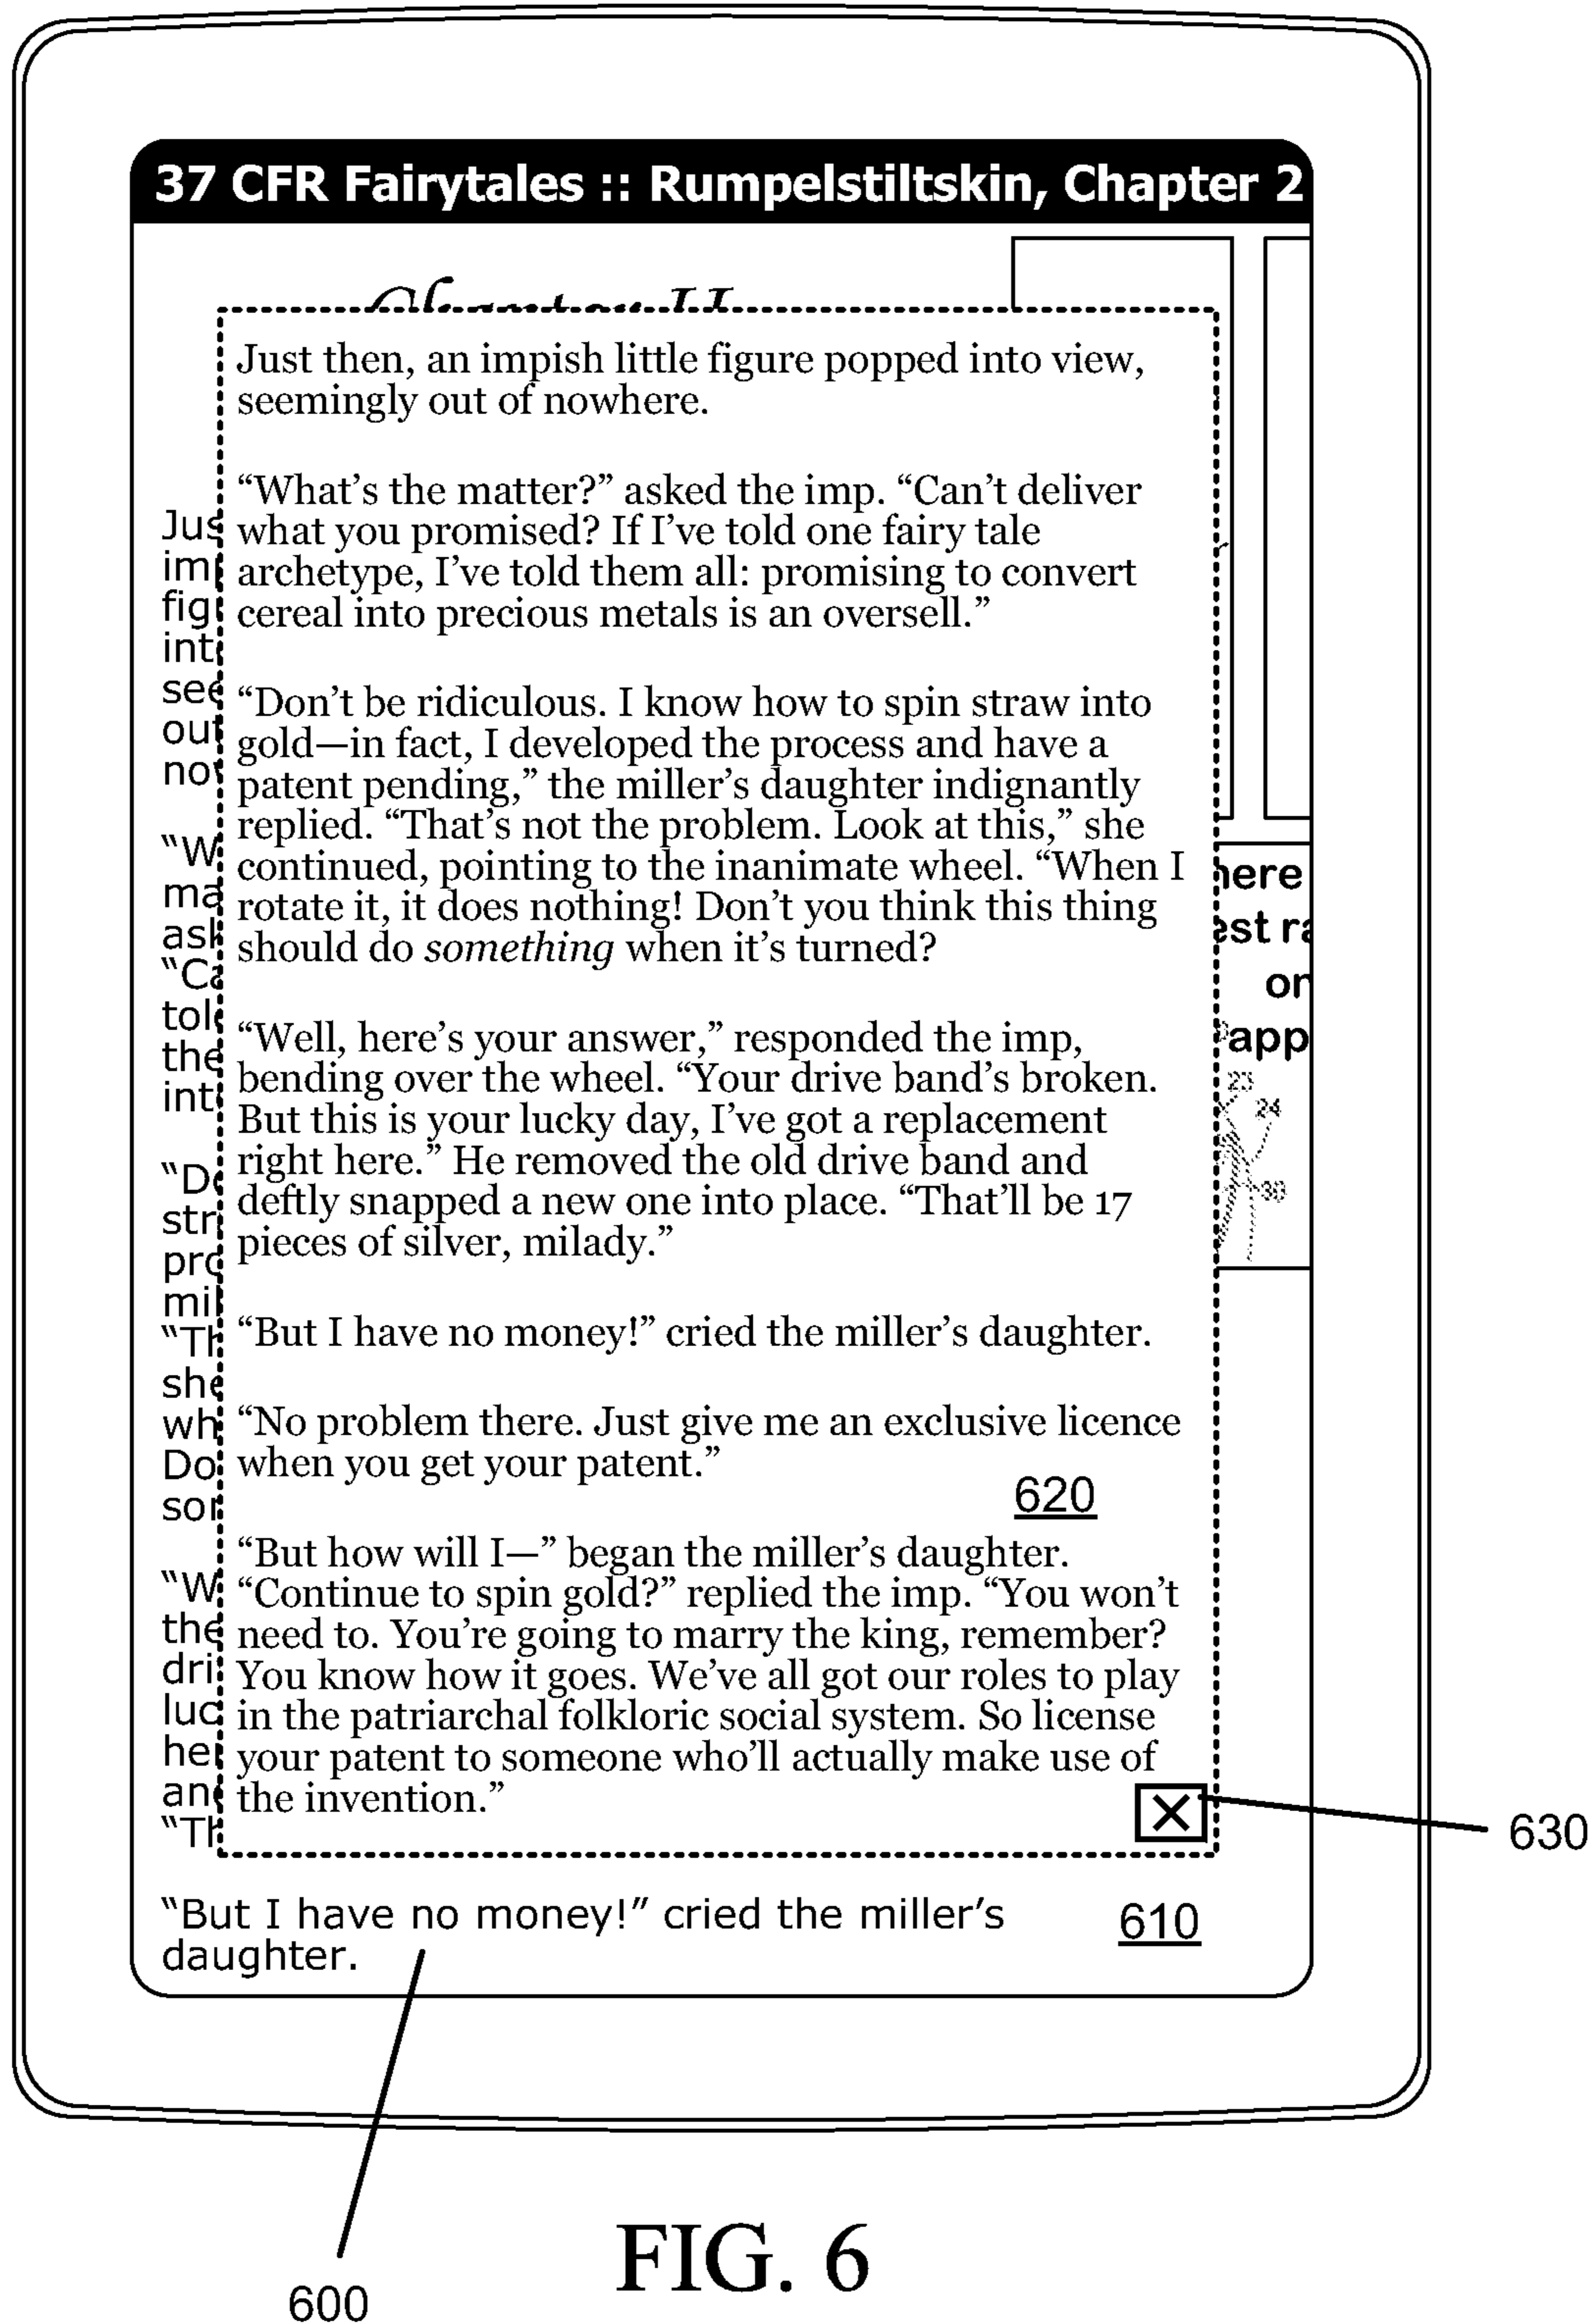 37 CFR Fairytales :: Rumpelstiltskin, Chapter 2
Just then, an impish little figure popped into view,
seemingly out of nowhere.
“What’s the matter?” asked the imp. “Can’t deliver
what you promised? If I’ve told one fairy tale
archetype, I’ve told them all: promising to convert
cereal into precious metals is an oversell.”
“Don’t be ridiculous. I know how to spin straw into
gold—in fact, I developed the process and have a
patent pending,” the miller’s daughter indignantly
replied. “That’s not the problem. Look at this,” she
continued, pointing to the inanimate wheel. “When I
rotate it, it does nothing! Don’t you think this thing
should do something when it’s turned?
“Well, here’s your answer,” responded the imp,
bending over the wheel. “Your drive band’s broken.
But this is your lucky day, I’ve got a replacement
right here.” He removed the old drive band and
deftly snapped a new one into place. “That’ll be 17
pieces of silver, milady.”
“But I have no money!” cried the miller’s daughter.
“No problem there. Just give me an exclusive licence
when you get your patent.”
620
“But how will I—” began the miller’s daughter.
“Continue to spin gold?” replied the imp. “You won’t
need to. You’re going to marry the king, remember?
You know how it goes. We’ve all got our roles to play
in the patriarchal folkloric social system. So license
your patent to someone who’ll actually make use of
the invention.”
630
“But I have no money!” cried the miller’s
daughter.
610
600
FIG. 6
23
24
30